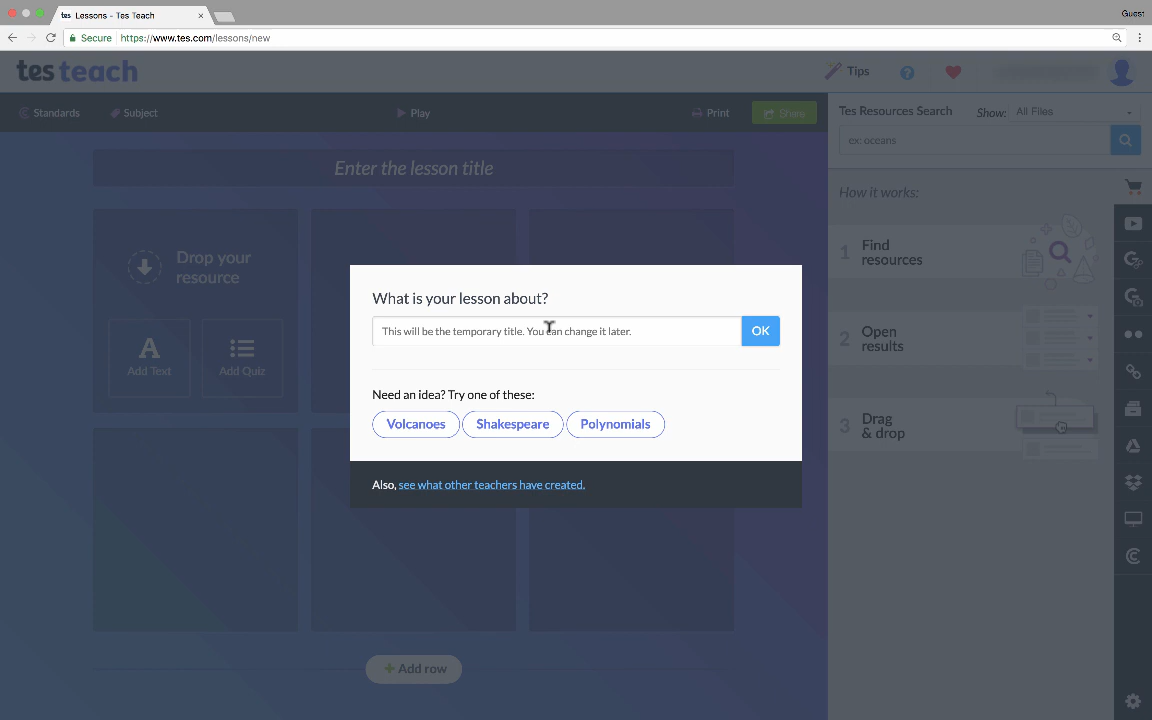 Lessons - Tes Teach
Guest
Secure https://www.tes.com/lessons/new
tes teach
Tips
Standards
Subject
Play
Print
Share
Tes Resources Search
Show: All Files
ex: oceans
Enter the lesson title
How it works:
Drop your
resource
Add Text
Add Quiz
1 Find
resources
2 Open
results
3 Drag
& drop
What is your lesson about?
This will be the temporary title. You can change it later.
OK
Need an idea? Try one of these:
Volcanoes
Shakespeare
Polynomials
Also, see what other teachers have created.
+ Add row